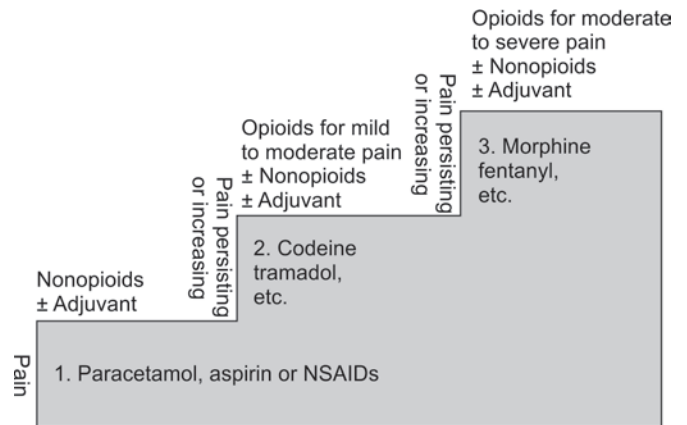 Opioids for moderate
to severe pain
± Nonopioids
± Adjuvant
Pain persisting
or increasing
3. Morphine
fentanyl,
etc.
Opioids for mild
to moderate pain
± Nonopioids
± Adjuvant
Pain persisting
or increasing
2. Codeine
tramadol,
etc.
Nonopioids
± Adjuvant
Pain
1. Paracetamol, aspirin or NSAIDs